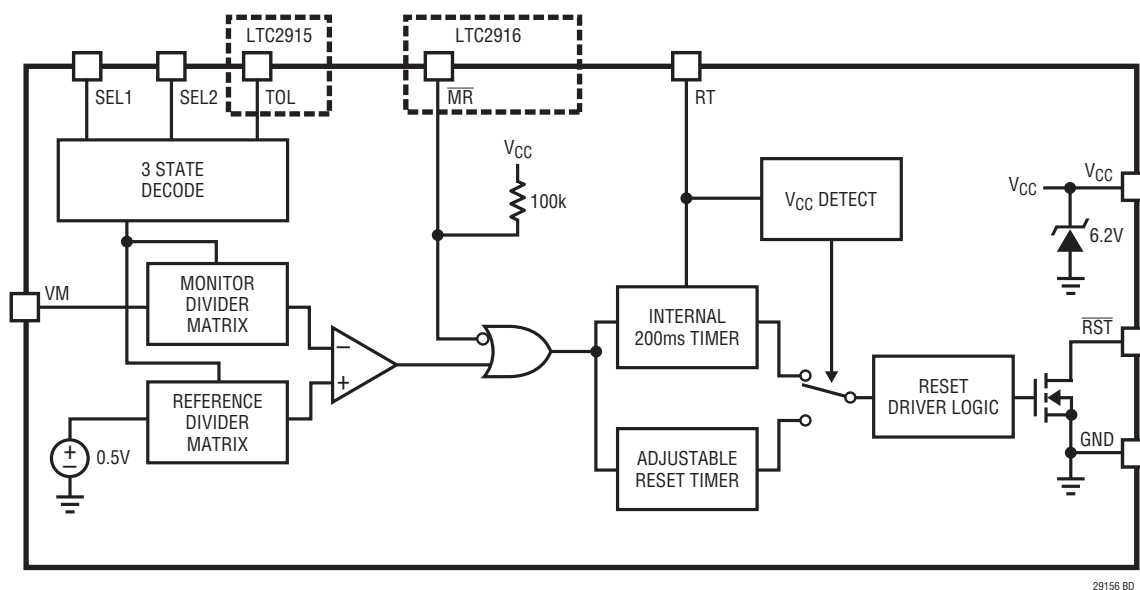 LTC2915
LTC2916
SEL1
SEL2
TOL
M̅R̅
RT
3 STATE
DECODE
VCC
100k
VCC DETECT
VCC
VCC
6.2V
VM
MONITOR
DIVIDER
MATRIX
INTERNAL
200ms TIMER
R̅S̅T̅
−
+
REFERENCE
DIVIDER
MATRIX
RESET
DRIVER LOGIC
GND
+
−
0.5V
ADJUSTABLE
RESET TIMER
29156 BD